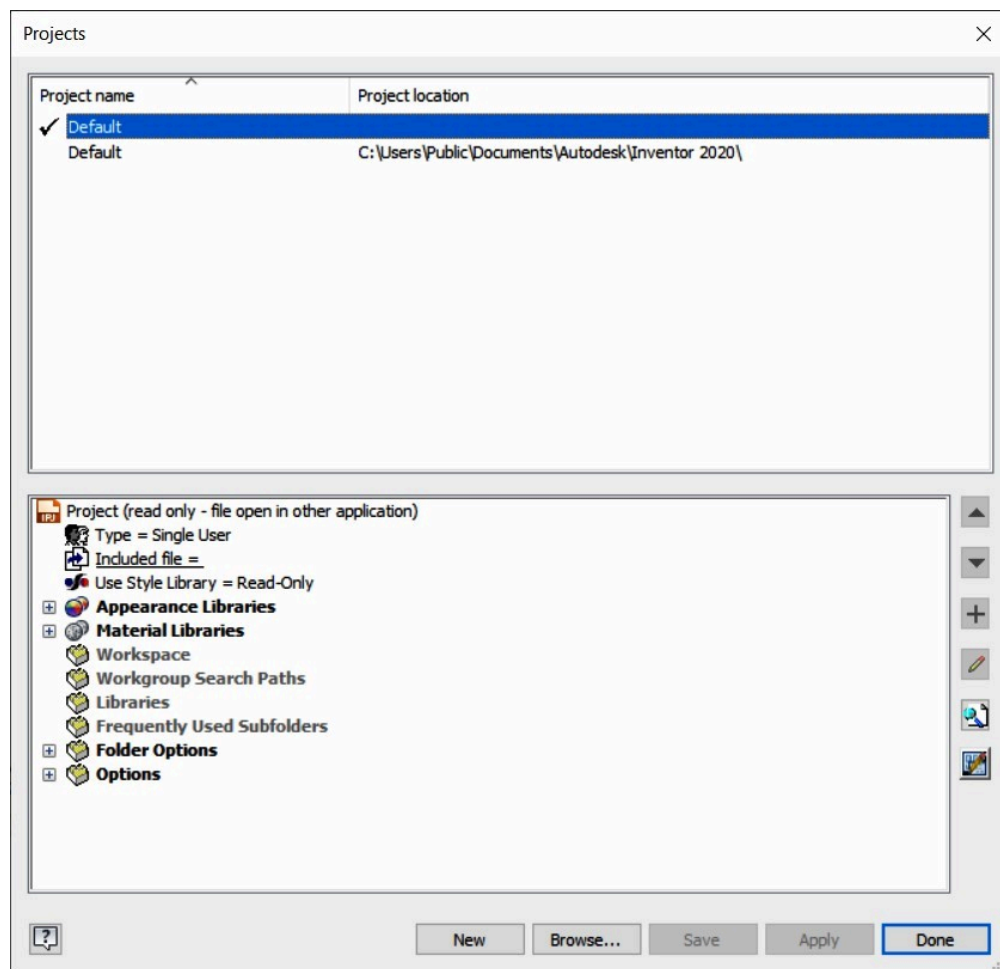 Projects
Project name Project location
Default
Default C:\Users\Public\Documents\Autodesk\Inventor 2020\
IPJ Project (read only - file open in other application)
Type = Single User
Included file =
Use Style Library = Read-Only
Appearance Libraries
Material Libraries
Workspace
Workgroup Search Paths
Libraries
Frequently Used Subfolders
Folder Options
Options
? New Browse... Save Apply Done